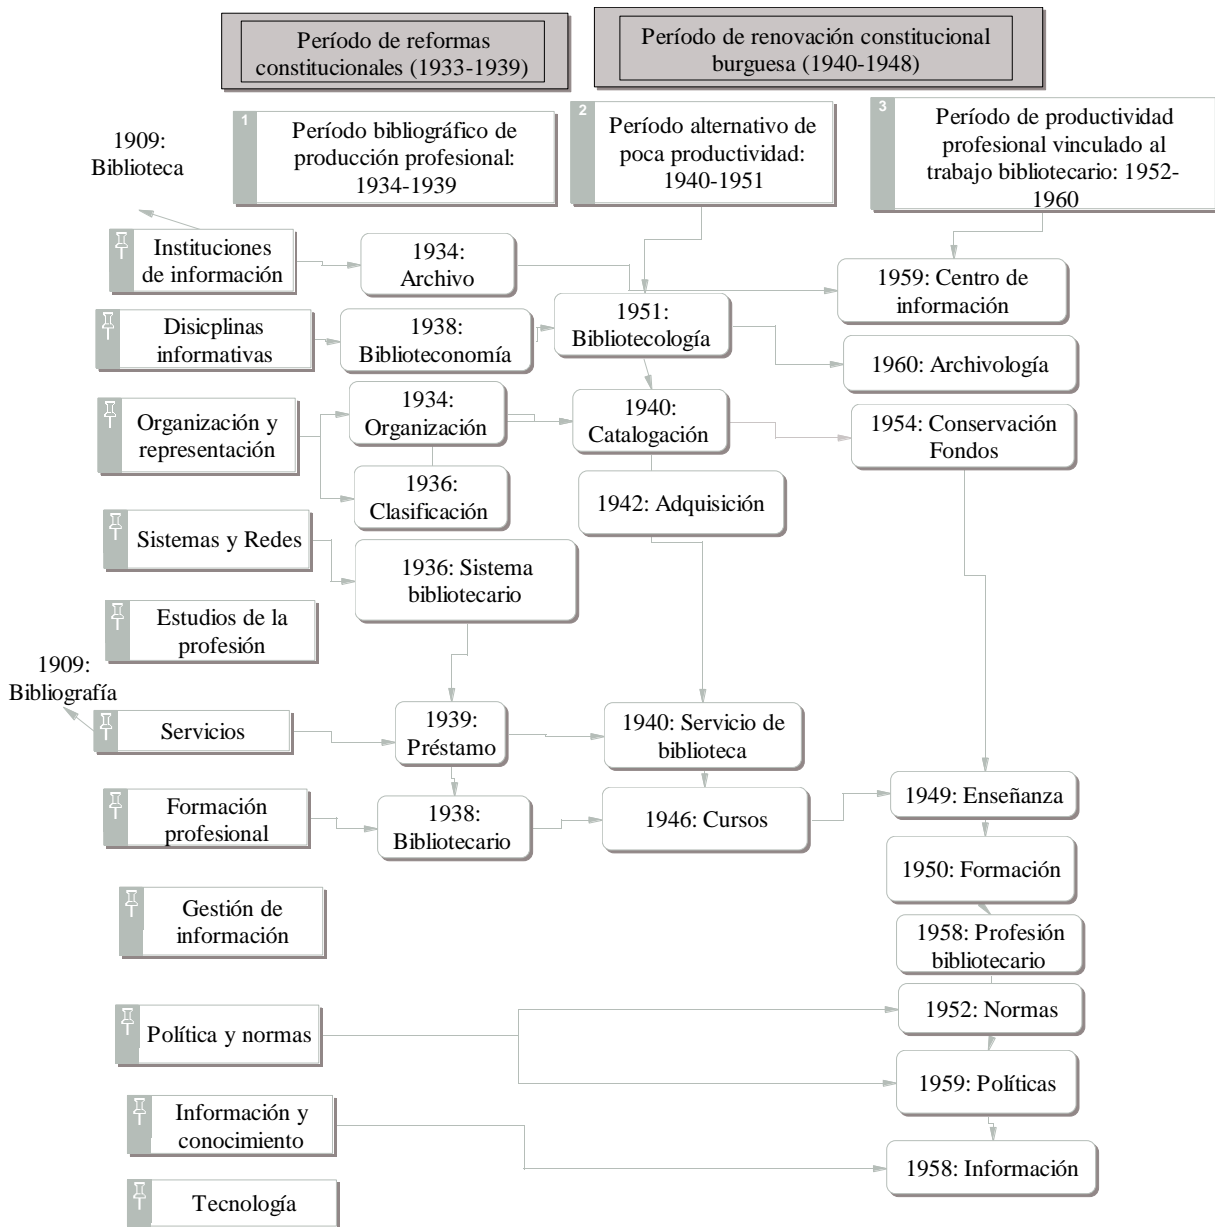 Período de reformas
constitucionales (1933-1939)
Período de renovación constitucional
burguesa (1940-1948)
1
Período bibliográfico de
producción profesional:
1934-1939
2
Período alternativo de
poca productividad:
1940-1951
3
Período de productividad
profesional vinculado al
trabajo bibliotecario: 1952-
1960
1909:
Biblioteca
Instituciones
de información
1934:
Archivo
1959: Centro de
información
Disicplinas
informativas
1938:
Biblioteconomía
1951:
Bibliotecología
1960: Archivología
Organización y
representación
1934:
Organización
1940:
Catalogación
1954: Conservación
Fondos
1936:
Clasificación
1942: Adquisición
Sistemas y Redes
1936: Sistema
bibliotecario
Estudios de la
profesión
1909:
Bibliografía
Servicios
1939:
Préstamo
1940: Servicio de
biblioteca
Formación
profesional
1938:
Bibliotecario
1946: Cursos
1949: Enseñanza
1950: Formación
Gestión de
información
1958: Profesión
bibliotecario
Política y normas
1952: Normas
1959: Políticas
Información y
conocimiento
1958: Información
Tecnología